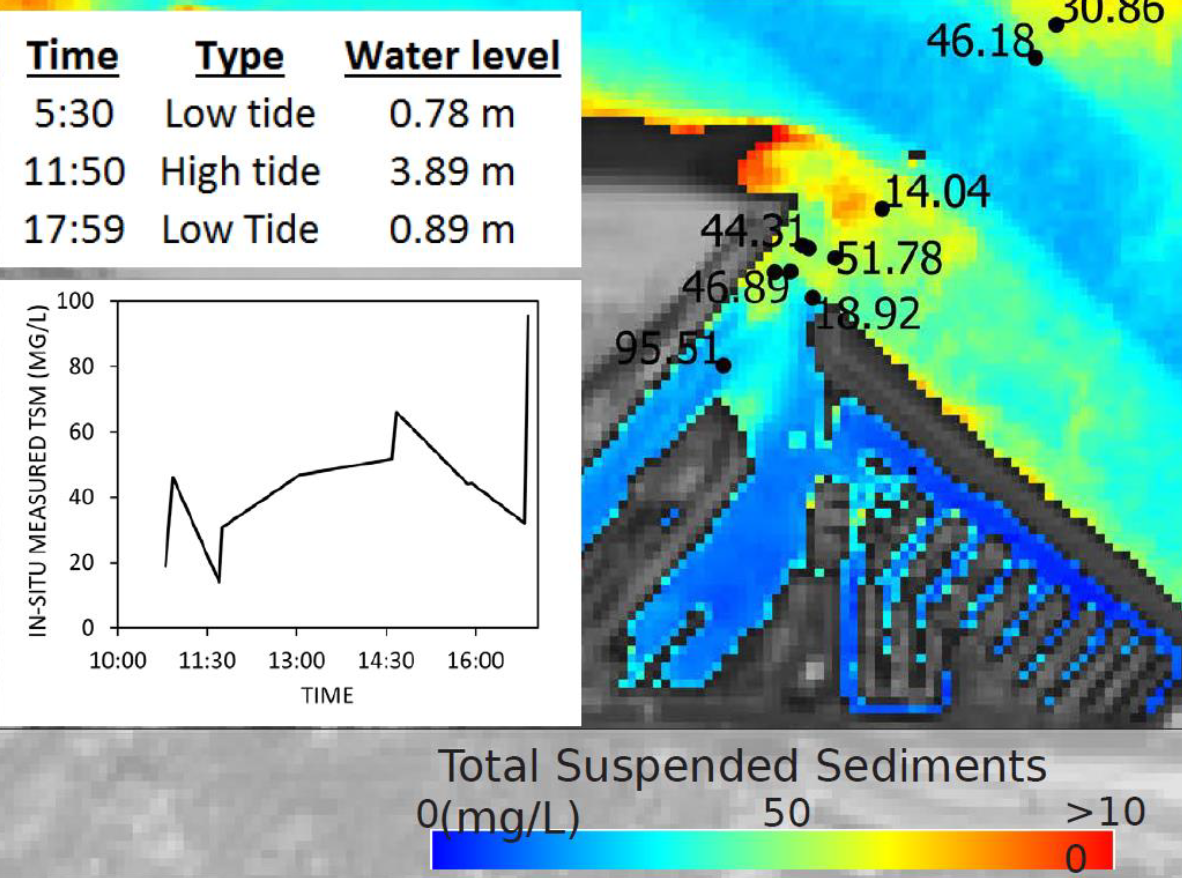 Time Type Water level
5:30 Low tide 0.78 m
11:50 High tide 3.89 m
17:59 Low Tide 0.89 m
30.86
46.18
14.04
44.31
51.78
46.89
18.92
95.51
IN-SITU MEASURED TSM (MG/L)
100
80
60
40
20
0
10:00 11:30 13:00 14:30 16:00
TIME
Total Suspended Sediments
0(mg/L) 50 >10
0